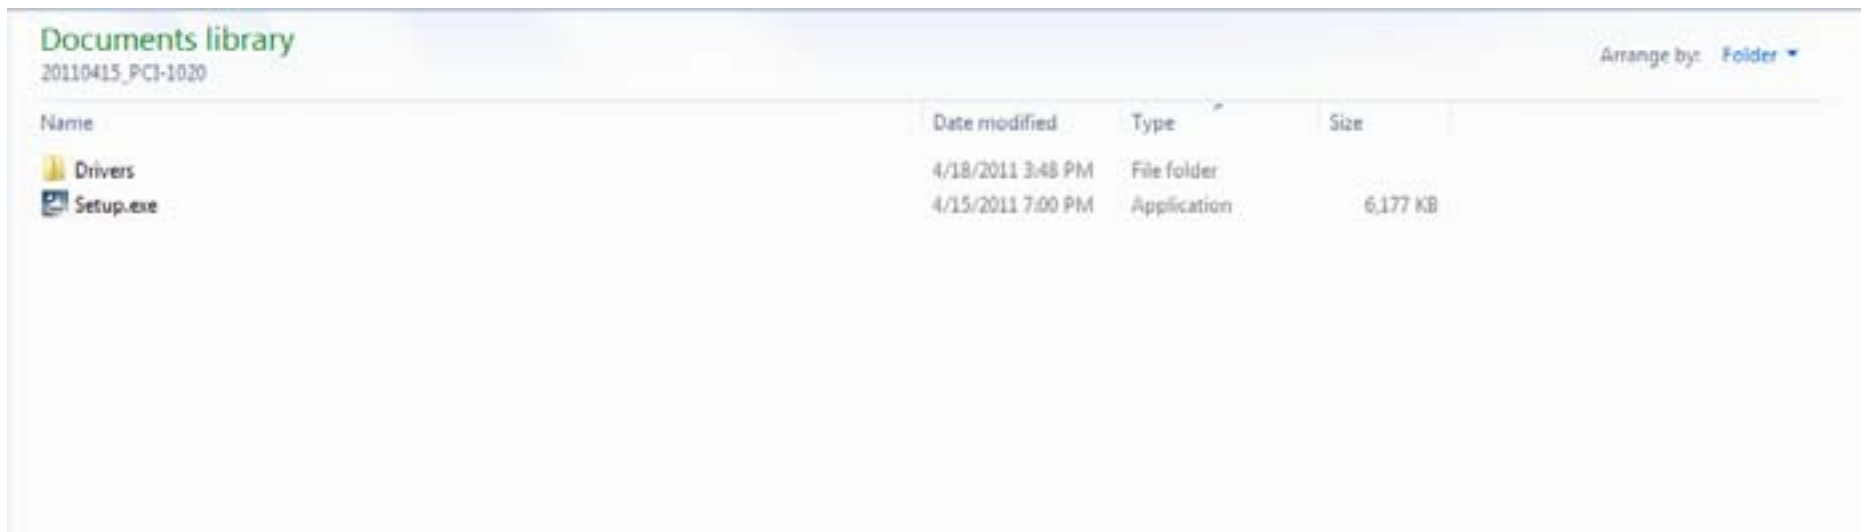 Documents library
20110415_PCI-1020
Arrange by: Folder
Name Date modified Type Size
Drivers 4/18/2011 3:48 PM File folder
Setup.exe 4/15/2011 7:00 PM Application 6,177 KB